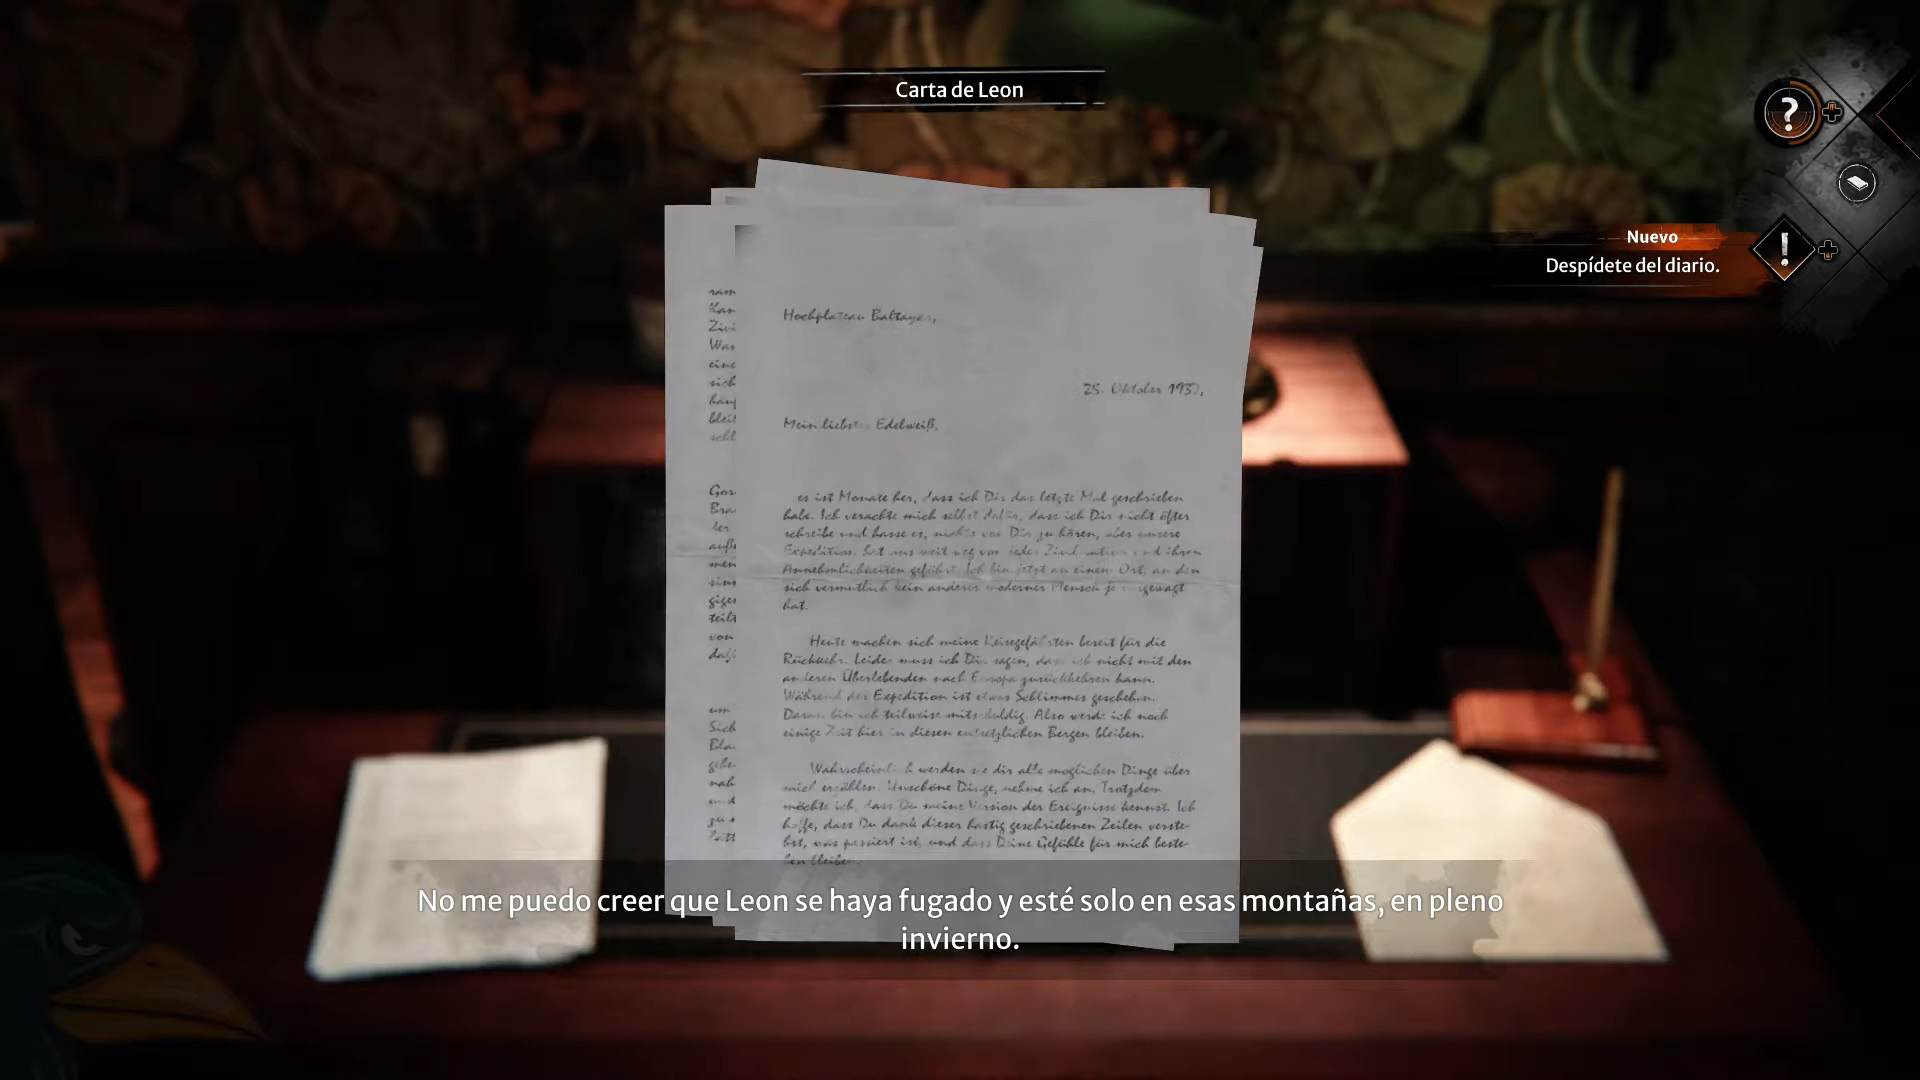 Carta de Leon
?
Nuevo
!
Despídete del diario.
Hochplateau
25. Oktober
Edelweiß,
es ist Monate her, dass ich Dir das letzte Mal geschrieben
habe. Ich verachte mich selbst dafür, dass ich Dir nicht öfter
schreibe und hasse es, nichts von Dir zu hören, aber unsere
Expedition hat uns weit weg von jeder Zivilisation und ihren
Annehmlichkeiten geführt. Ich bin jetzt an einem Ort, an den
sich vermutlich kein anderer moderner Mensch je
hat.
Heute machen sich meine Reisegefährten bereit für die
Rückkehr. Leider muss ich Dir sagen, dass ich nicht mit den
anderen Überlebenden nach Europa zurückkehren kann.
Während der Expedition ist etwas Schlimmes geschehen.
Daran bin ich teilweise mitschuldig. Also werde ich noch
einige Zeit hier in diesen entsetzlichen Bergen bleiben.
Wahrscheinlich werden sie dir alle möglichen Dinge über
mich erzählen. Unschöne Dinge, nehme ich an. Trotzdem
möchte ich, dass Du meine Version der Ereignisse kennst. Ich
hoffe, dass Du dank dieser hastig geschriebenen Zeilen verste-
hst, was passiert ist, und dass Deine Gefühle für mich beste-
hen bleiben.
No me puedo creer que Leon se haya fugado y esté solo en esas montañas, en pleno
invierno.